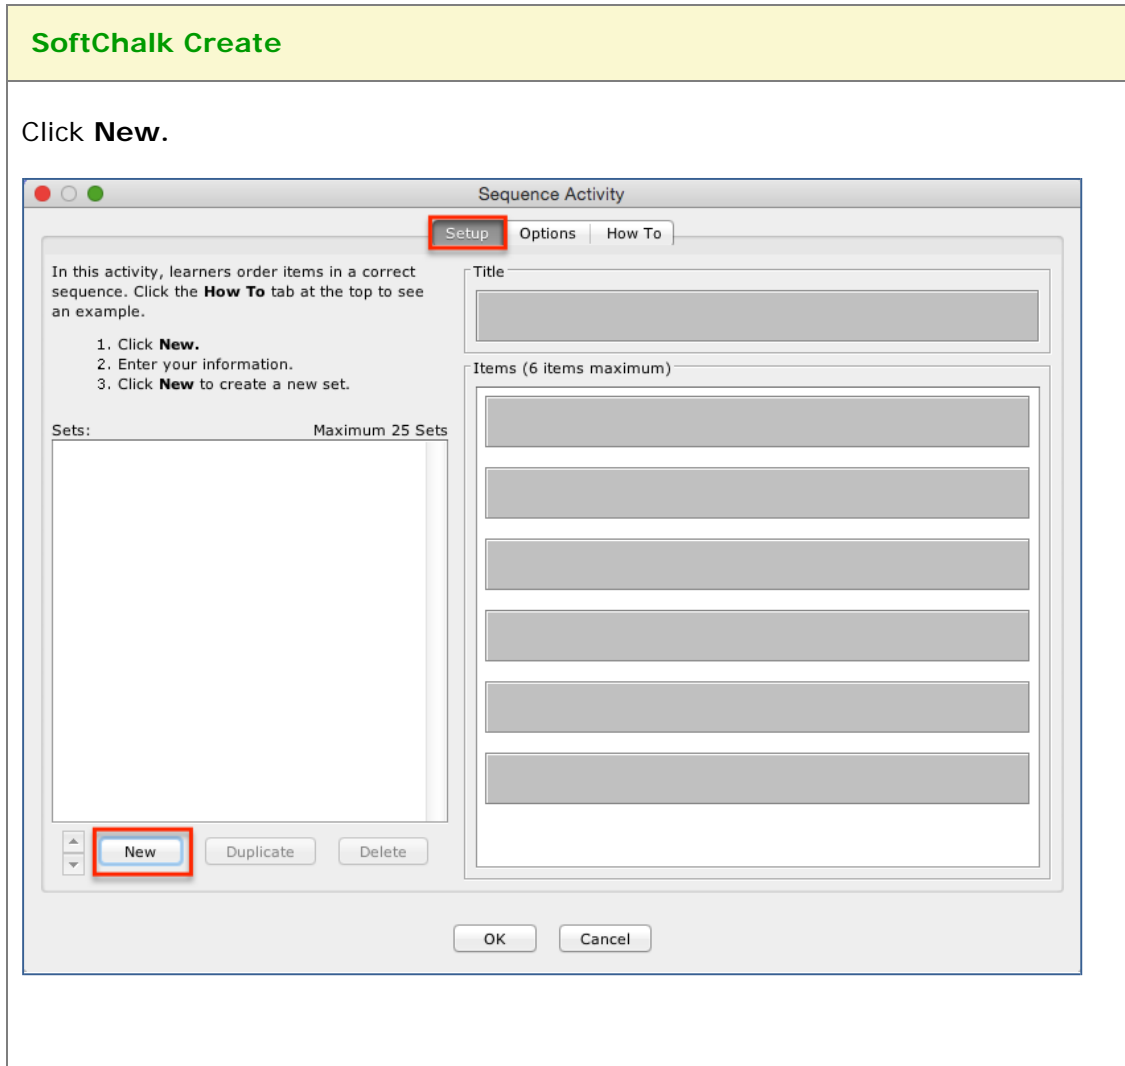 SoftChalk Create
Click New.
Sequence Activity
Setup Options How To
In this activity, learners order items in a correct
sequence. Click the How To tab at the top to see
an example.
1. Click New.
2. Enter your information.
3. Click New to create a new set.
Sets: Maximum 25 Sets
New Duplicate Delete
Title
Items (6 items maximum)
OK Cancel